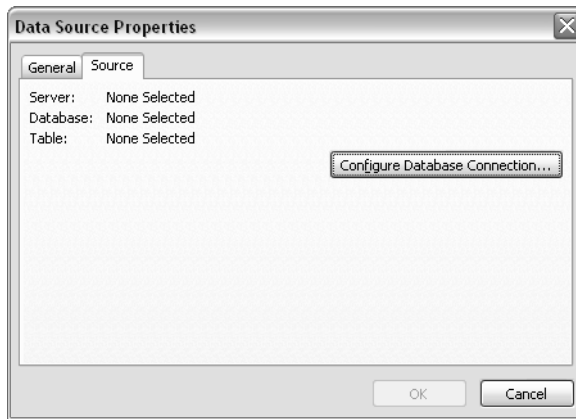 Data Source Properties
General Source
Server: None Selected
Database: None Selected
Table: None Selected
Configure Database Connection...
OK Cancel